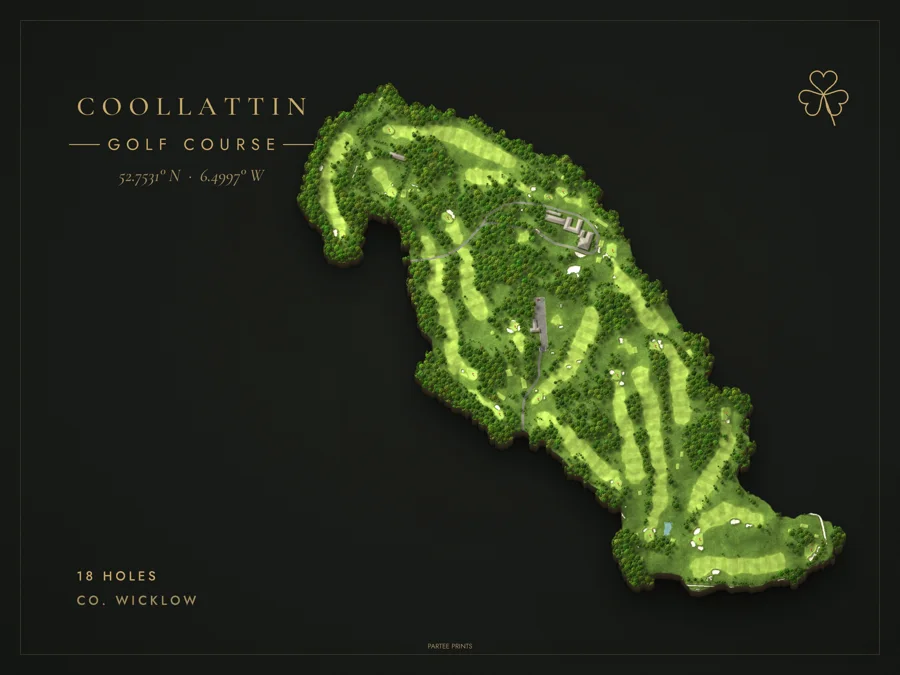 COOLLATTIN
GOLF COURSE
52.7531° N · 6.4997° W
18 HOLES
CO. WICKLOW
PARTEE PRINTS